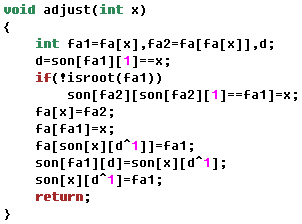 void adjust(int x)
{
    int fa1=fa[x],fa2=fa[fa[x]],d;
    d=son[fa1][1]==x;
    if(!isroot(fa1))
        son[fa2][son[fa2][1]==fa1]=x;
    fa[x]=fa2;
    fa[fa1]=x;
    fa[son[x][d^1]]=fa1;
    son[fa1][d]=son[x][d^1];
    son[x][d^1]=fa1;
    return;
}